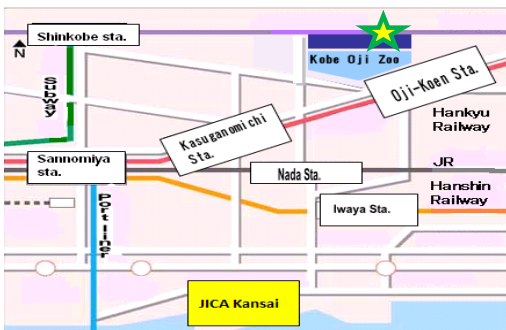 Shinkobe sta.
N
Subway
Kobe Oji Zoo
Oji-Koen Sta.
Kasuganomichi
Sta.
Hankyu
Railway
Sannomiya
sta.
JR
Nada Sta.
Hanshin
Railway
Iwaya Sta.
Port liner
JICA Kansai